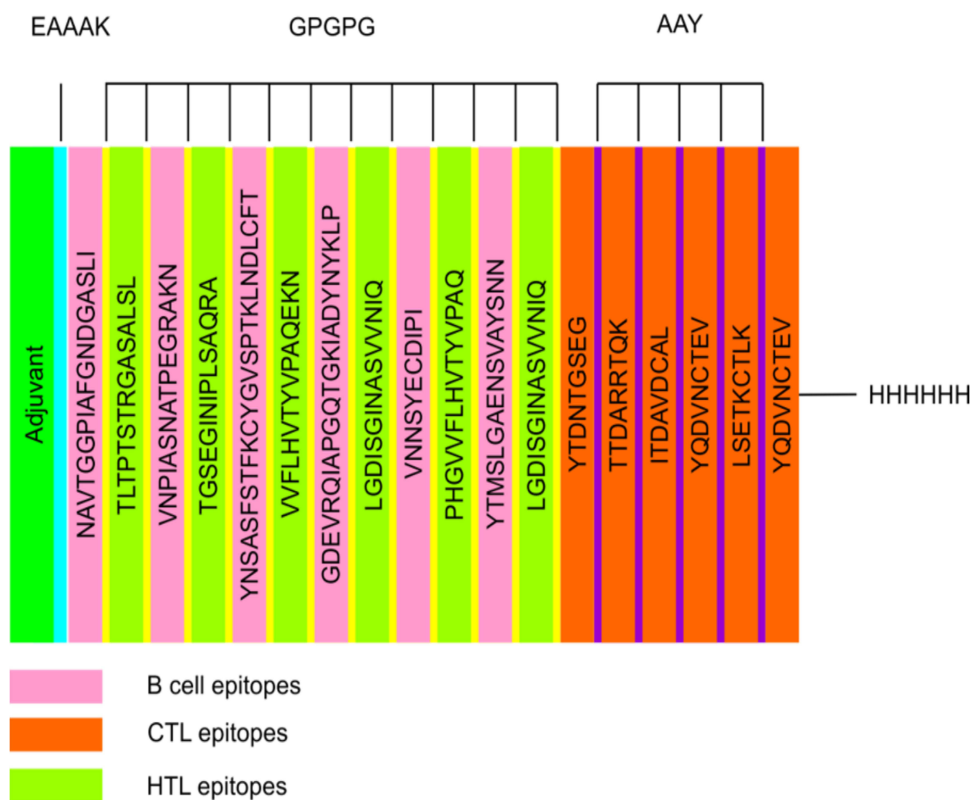 EAAAK
GPGPG
AAY
Adjuvant
NAVTGGPIAFGNDGASLI
TLTPTSTRGASALSL
VNPIASNATPEGRAKN
TGSEGINIPLSAQRA
YNSASFSTFKCYGVSPTKLNDLCFT
VVFLHVTYVPAQEKN
GDEVRQIAPGQTGKIADYNYKLP
LGDISGINASVVNIQ
VNNSYECDIPI
PHGVVFLHVTYVPAQ
YTMSLGAENSVAYSNN
LGDISGINASVVNIQ
YTDNTGSEG
TTDARRTQK
ITDAVDCAL
YQDVNCTEV
LSETKCTLK
YQDVNCTEV
HHHHHH
B cell epitopes
CTL epitopes
HTL epitopes